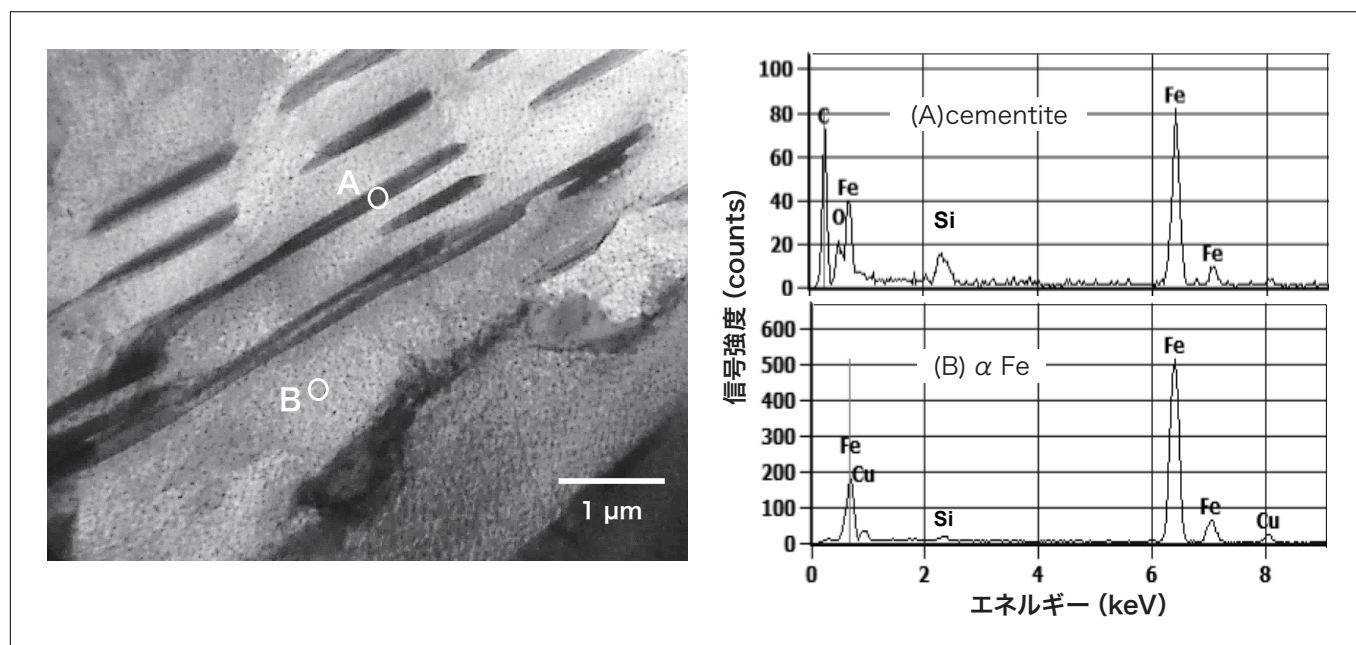 A
B
1 μm
信号強度 (counts)
100
80
60
40
20
0
(A)cementite
C
O
Fe
Si
Fe
Fe
600
500
400
300
200
100
0
(B) α Fe
Fe
Cu
Si
Fe
Fe
Cu
0 2 4 6 8
エネルギー (keV)